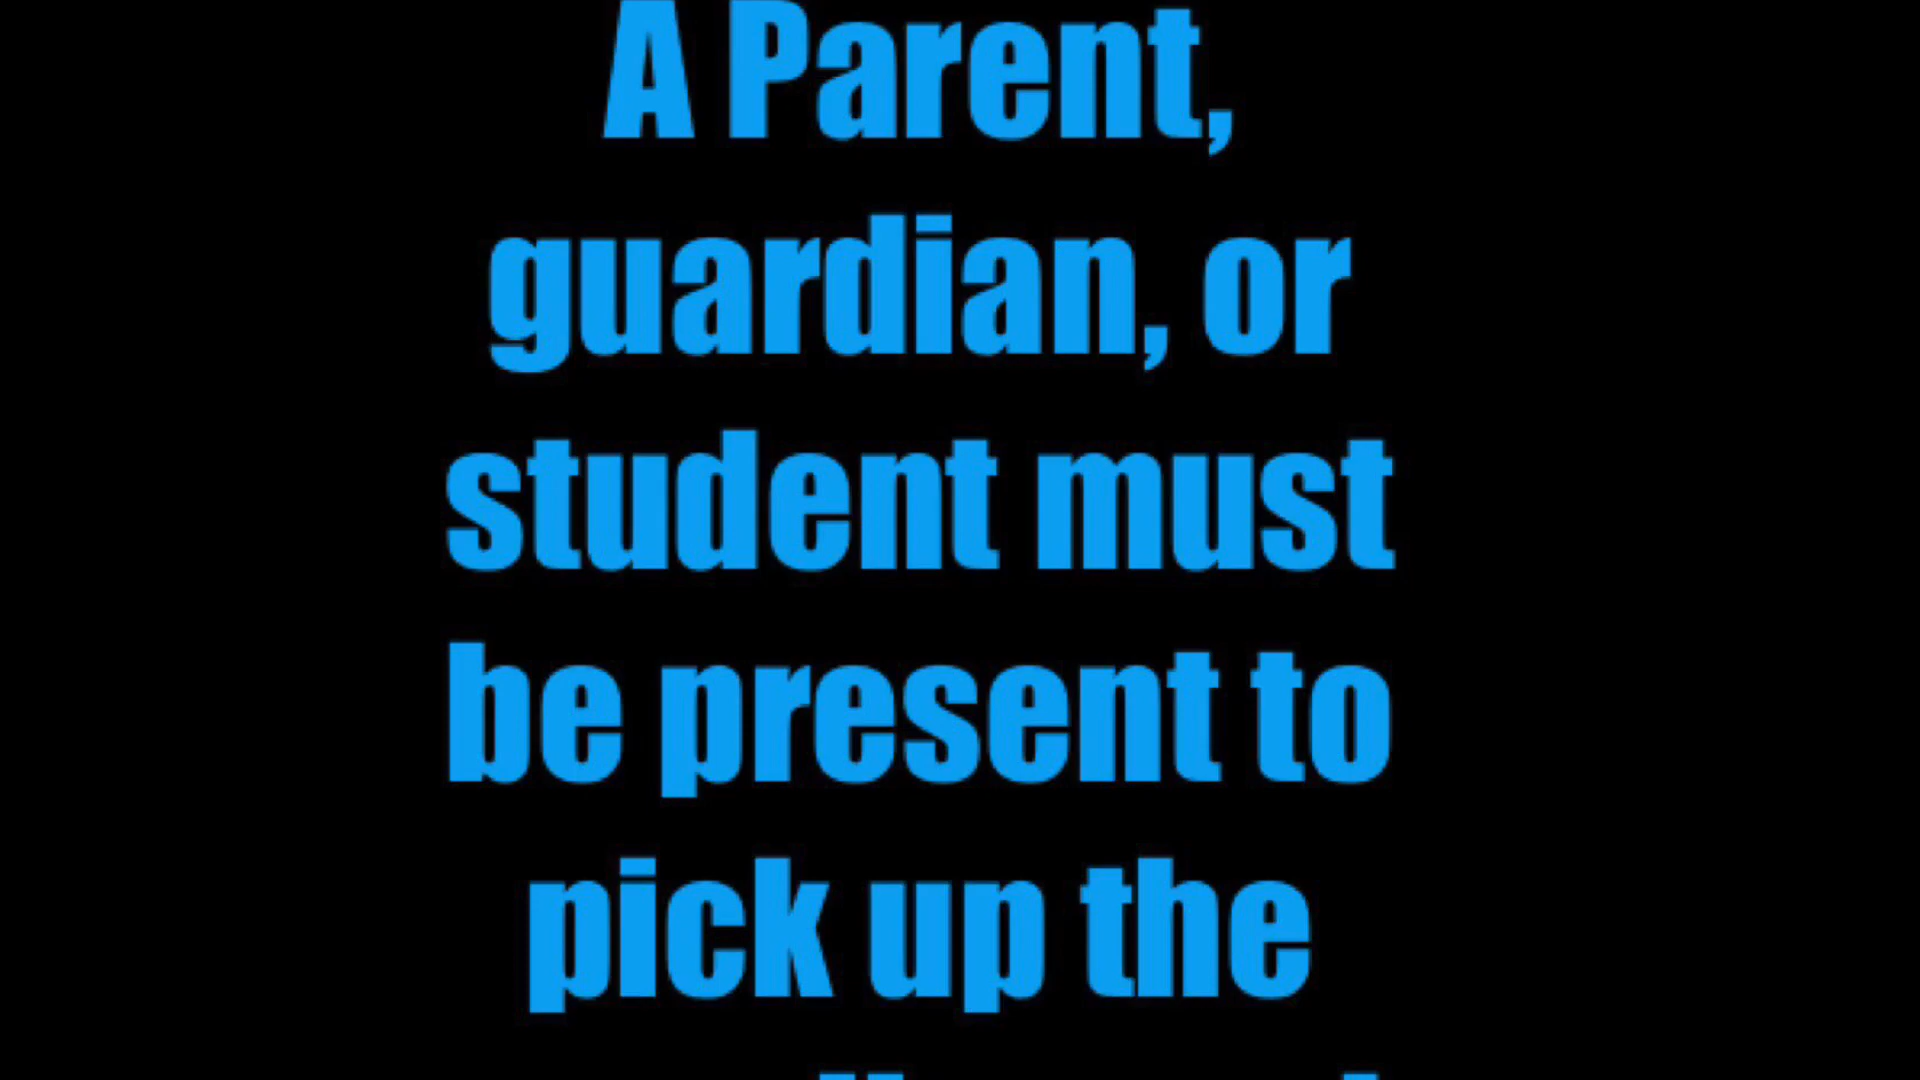 A Parent,
guardian, or
student must
be present to
pick up the